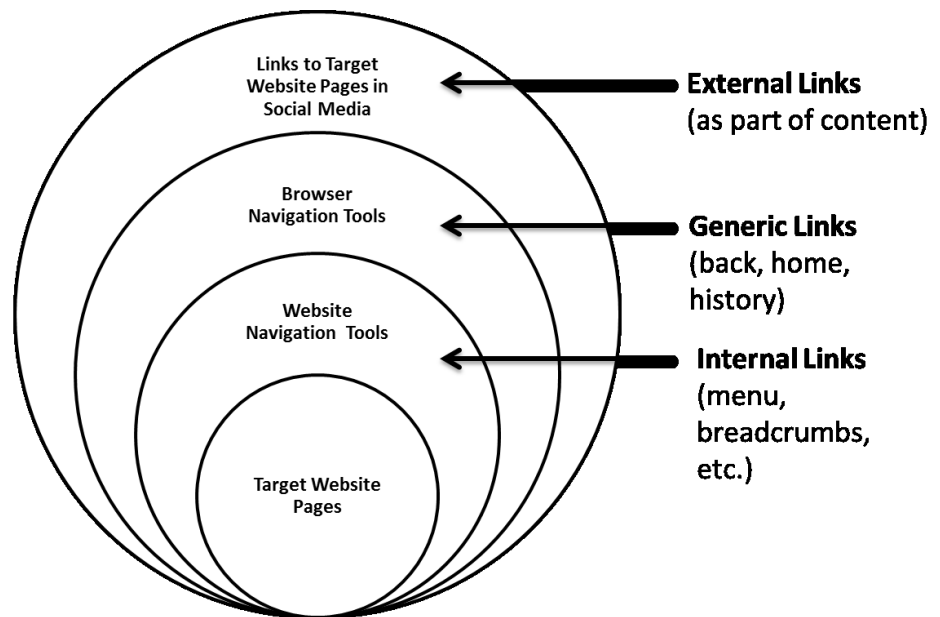 Links to Target
Website Pages in
Social Media
External Links
(as part of content)
Browser
Navigation Tools
Generic Links
(back, home,
history)
Website
Navigation Tools
Internal Links
(menu,
breadcrumbs,
etc.)
Target Website
Pages